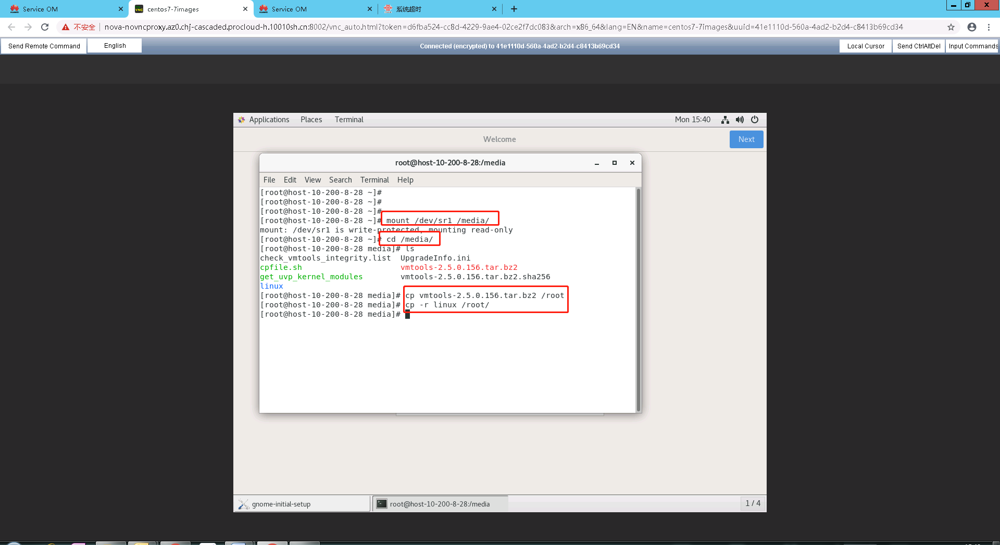 Service OM
centos7-7images
Service OM
系统超时
不安全
nova-novncproxy.az0.chj-cascaded.procloud-h.10010sh.cn:8002/vnc_auto.html?token=d6fba524-cc8d-4229-9ae4-02ce2f7dc083&arch=x86_64&lang=EN&name=centos7-7images&uuid=41e1110d-560a-4ad2-b2d4-c8413b69cd34
Send Remote Command
English
Connected (encrypted) to 41e1110d-560a-4ad2-b2d4-c8413b69cd34
Local Cursor
Send CtrlAltDel
Input Commands
Applications
Places
Terminal
Mon 15:40
Welcome
Next
root@host-10-200-8-28:/media
File Edit View Search Terminal Help
[root@host-10-200-8-28 ~]#
[root@host-10-200-8-28 ~]#
[root@host-10-200-8-28 ~]#
[root@host-10-200-8-28 ~]# mount /dev/sr1 /media/
mount: /dev/sr1 is write-protected, mounting read-only
[root@host-10-200-8-28 ~]# cd /media/
[root@host-10-200-8-28 media]# ls
check_vmtools_integrity.list UpgradeInfo.ini
cpfile.sh vmtools-2.5.0.156.tar.bz2
get_uvp_kernel_modules vmtools-2.5.0.156.tar.bz2.sha256
linux
[root@host-10-200-8-28 media]# cp vmtools-2.5.0.156.tar.bz2 /root
[root@host-10-200-8-28 media]# cp -r linux /root/
[root@host-10-200-8-28 media]#
gnome-initial-setup
root@host-10-200-8-28:/media
1 / 4